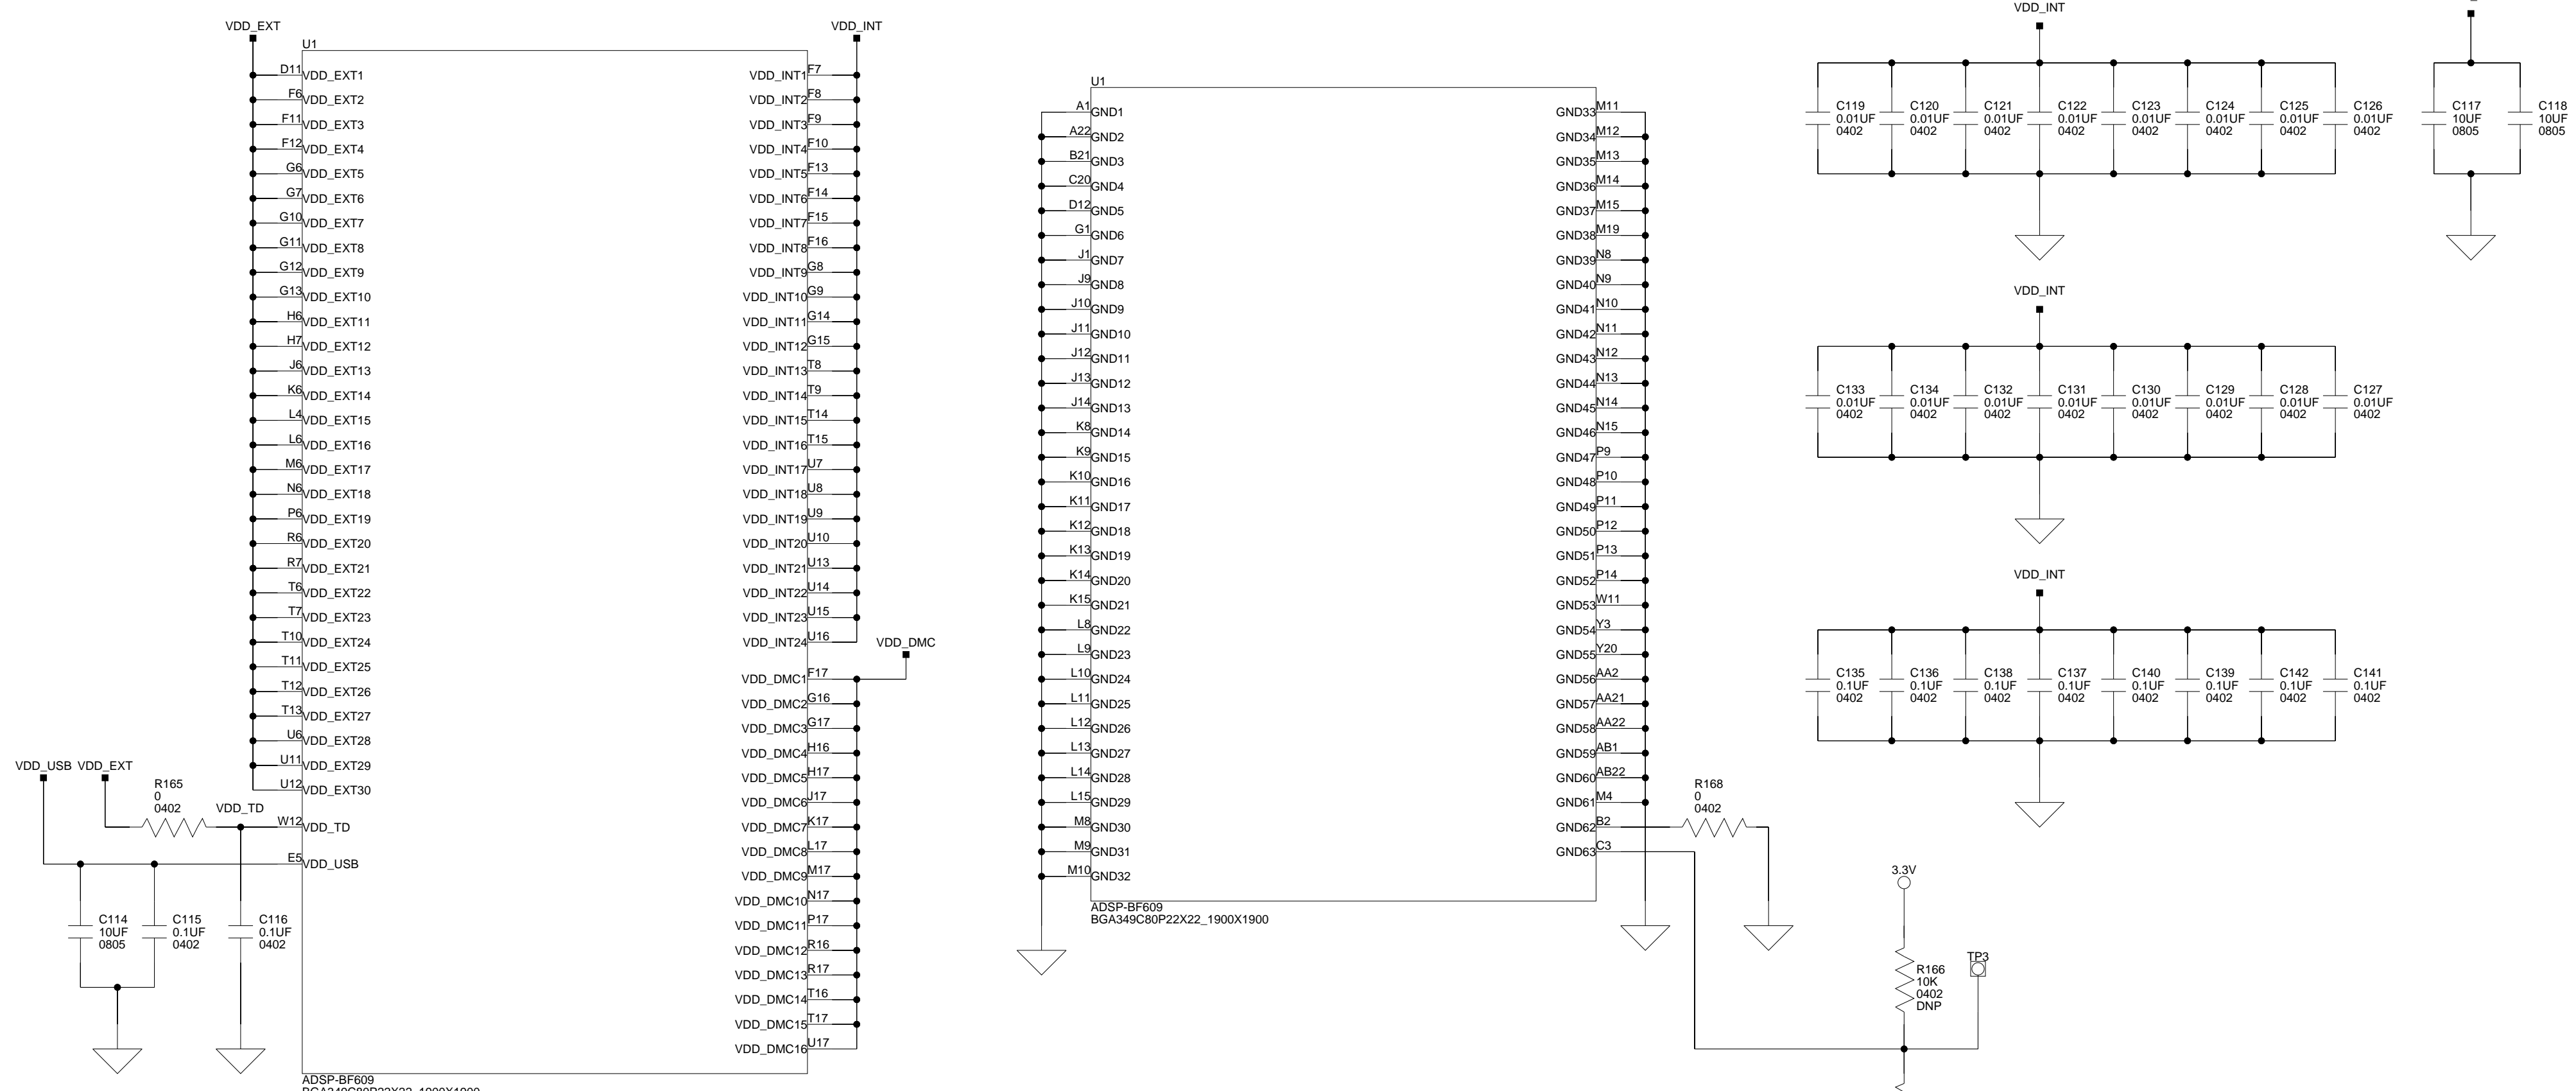 VDD_EXT
VDD_INT
U1
D11 VDD_EXT1
F6 VDD_EXT2
F11 VDD_EXT3
F12 VDD_EXT4
G6 VDD_EXT5
G7 VDD_EXT6
G10 VDD_EXT7
G11 VDD_EXT8
G12 VDD_EXT9
G13 VDD_EXT10
H6 VDD_EXT11
H7 VDD_EXT12
J6 VDD_EXT13
K6 VDD_EXT14
L4 VDD_EXT15
L6 VDD_EXT16
M6 VDD_EXT17
N6 VDD_EXT18
P6 VDD_EXT19
R6 VDD_EXT20
R7 VDD_EXT21
T6 VDD_EXT22
T7 VDD_EXT23
T10 VDD_EXT24
T11 VDD_EXT25
T12 VDD_EXT26
T13 VDD_EXT27
U6 VDD_EXT28
U11 VDD_EXT29
U12 VDD_EXT30
W12 VDD_TD
E5 VDD_USB
VDD_INT1 F7
VDD_INT2 F8
VDD_INT3 F9
VDD_INT4 F10
VDD_INT5 F13
VDD_INT6 F14
VDD_INT7 F15
VDD_INT8 F16
VDD_INT9 G8
VDD_INT10 G9
VDD_INT11 G14
VDD_INT12 G15
VDD_INT13 T8
VDD_INT14 T9
VDD_INT15 T14
VDD_INT16 T15
VDD_INT17 U7
VDD_INT18 U8
VDD_INT19 U9
VDD_INT20 U10
VDD_INT21 U13
VDD_INT22 U14
VDD_INT23 U15
VDD_INT24 U16
VDD_DMC
VDD_DMC1 F17
VDD_DMC2 G16
VDD_DMC3 G17
VDD_DMC4 H16
VDD_DMC5 H17
VDD_DMC6 J17
VDD_DMC7 K17
VDD_DMC8 L17
VDD_DMC9 M17
VDD_DMC10 N17
VDD_DMC11 P17
VDD_DMC12 R16
VDD_DMC13 R17
VDD_DMC14 T16
VDD_DMC15 T17
VDD_DMC16 U17
ADSP-BF609
BGA349C80P22X22_1900X1900
VDD_USB VDD_EXT
R165
0
0402
VDD_TD
C114
10UF
0805
C115
0.1UF
0402
C116
0.1UF
0402
U1
A1 GND1
A22 GND2
B21 GND3
C20 GND4
D12 GND5
G1 GND6
J1 GND7
J9 GND8
J10 GND9
J11 GND10
J12 GND11
J13 GND12
J14 GND13
K8 GND14
K9 GND15
K10 GND16
K11 GND17
K12 GND18
K13 GND19
K14 GND20
K15 GND21
L8 GND22
L9 GND23
L10 GND24
L11 GND25
L12 GND26
L13 GND27
L14 GND28
L15 GND29
M8 GND30
M9 GND31
M10 GND32
GND33 M11
GND34 M12
GND35 M13
GND36 M14
GND37 M15
GND38 M19
GND39 N8
GND40 N9
GND41 N10
GND42 N11
GND43 N12
GND44 N13
GND45 N14
GND46 N15
GND47 P9
GND48 P10
GND49 P11
GND50 P12
GND51 P13
GND52 P14
GND53 W11
GND54 Y3
GND55 Y20
GND56 AA2
GND57 AA21
GND58 AA22
GND59 AB1
GND60 AB22
GND61 M4
GND62 B2
GND63 C3
ADSP-BF609
BGA349C80P22X22_1900X1900
R168
0
0402
3.3V
R166
10K
0402
DNP
TP3
VDD_INT
C119 C120 C121 C122 C123 C124 C125 C126
0.01UF 0.01UF 0.01UF 0.01UF 0.01UF 0.01UF 0.01UF 0.01UF
0402 0402 0402 0402 0402 0402 0402 0402
C117 C118
10UF 10UF
0805 0805
VDD_INT
C133 C134 C132 C131 C130 C129 C128 C127
0.01UF 0.01UF 0.01UF 0.01UF 0.01UF 0.01UF 0.01UF 0.01UF
0402 0402 0402 0402 0402 0402 0402 0402
VDD_INT
C135 C136 C138 C137 C140 C139 C142 C141
0.1UF 0.1UF 0.1UF 0.1UF 0.1UF 0.1UF 0.1UF 0.1UF
0402 0402 0402 0402 0402 0402 0402 0402